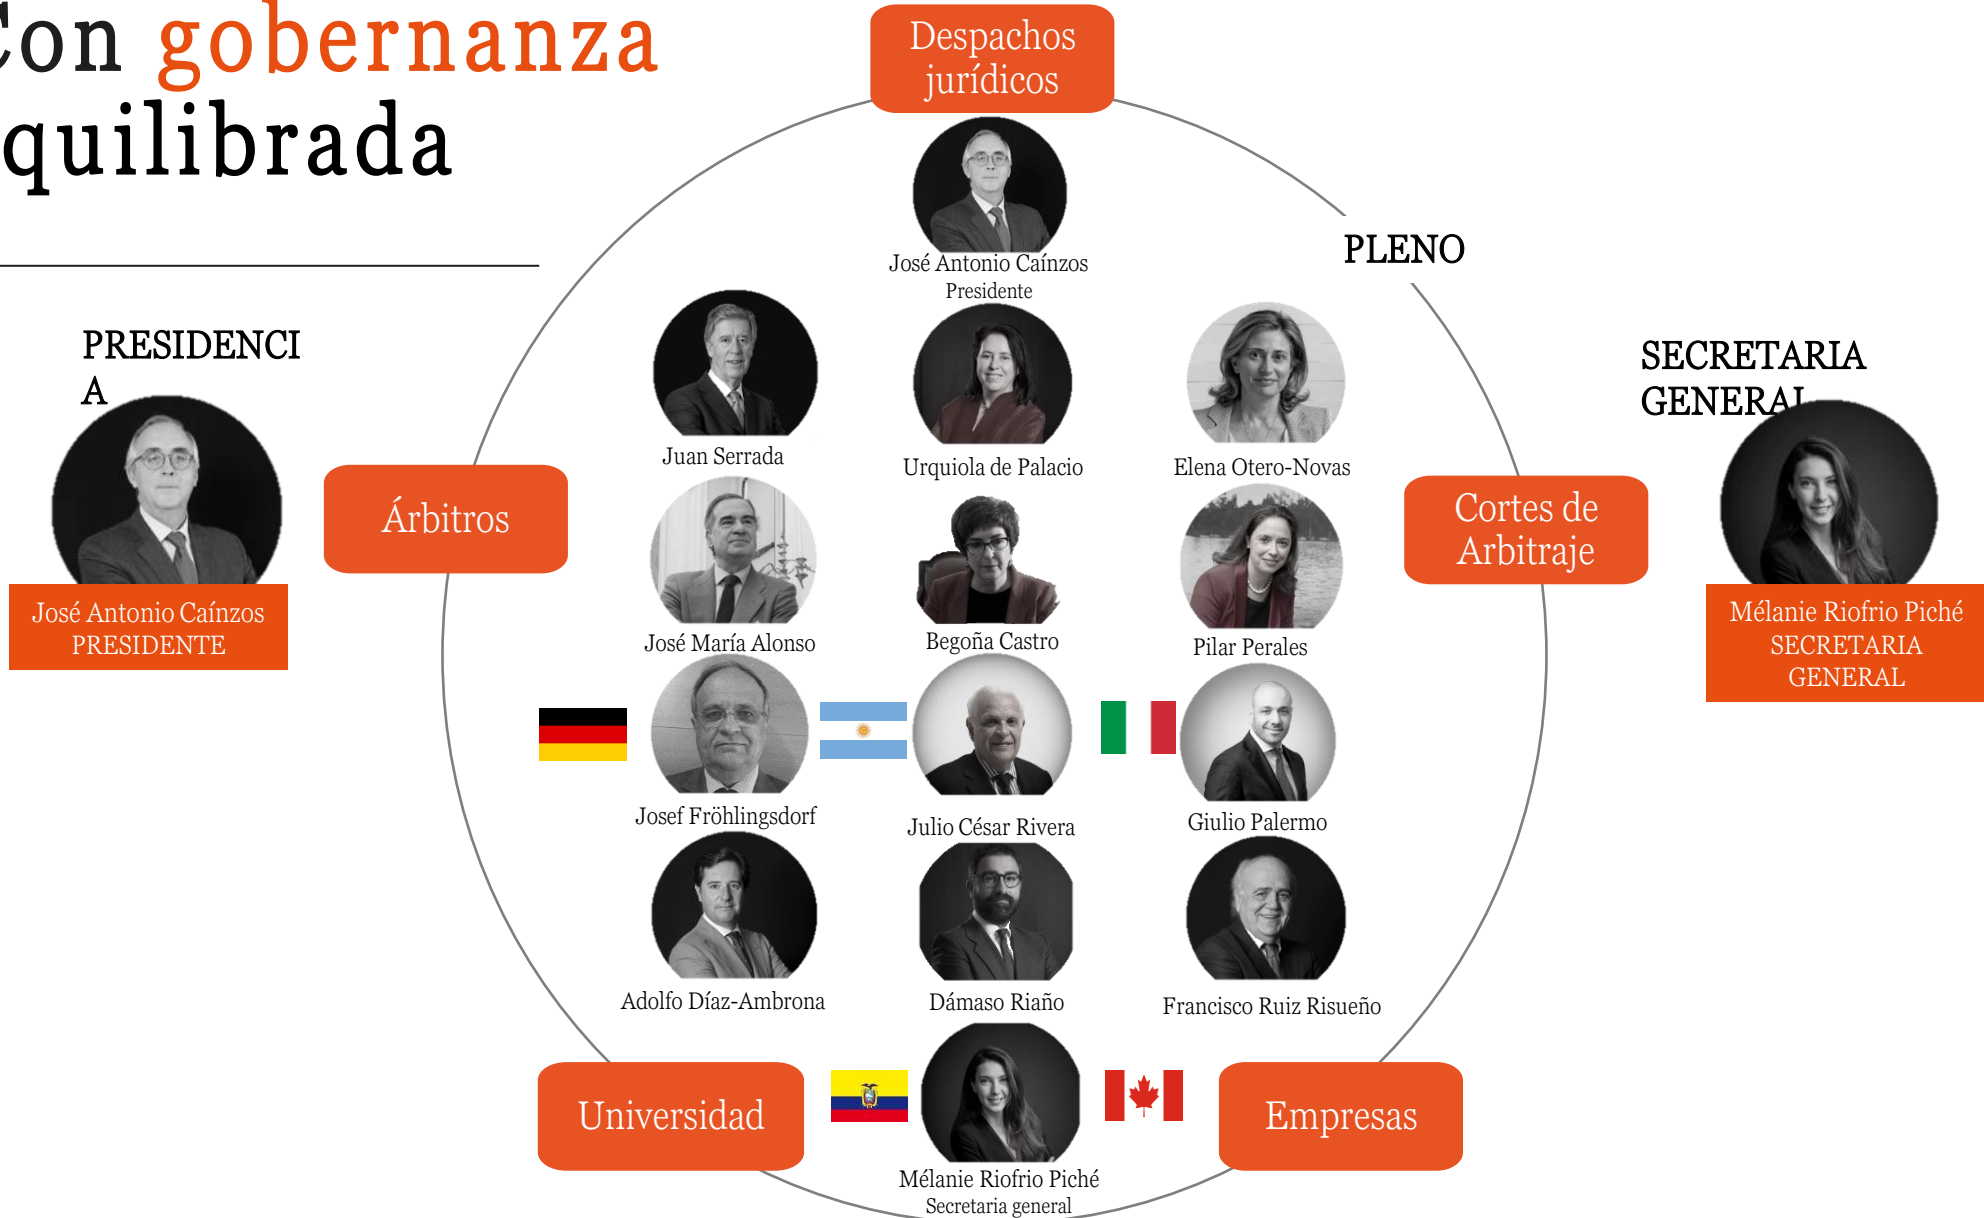 Con gobernanza
quilibrada
Despachos
jurídicos
José Antonio Caínzos
Presidente
PLENO
PRESIDENCI
A
José Antonio Caínzos
PRESIDENTE
SECRETARIA
GENERAL
Mélanie Riofrio Piché
SECRETARIA
GENERAL
Árbitros
Cortes de
Arbitraje
Juan Serrada
Urquiola de Palacio
Elena Otero-Novas
José María Alonso
Begoña Castro
Pilar Perales
Josef Fröhlingsdorf
Julio César Rivera
Giulio Palermo
Adolfo Díaz-Ambrona
Dámaso Riaño
Francisco Ruiz Risueño
Universidad
Empresas
Mélanie Riofrio Piché
Secretaria general